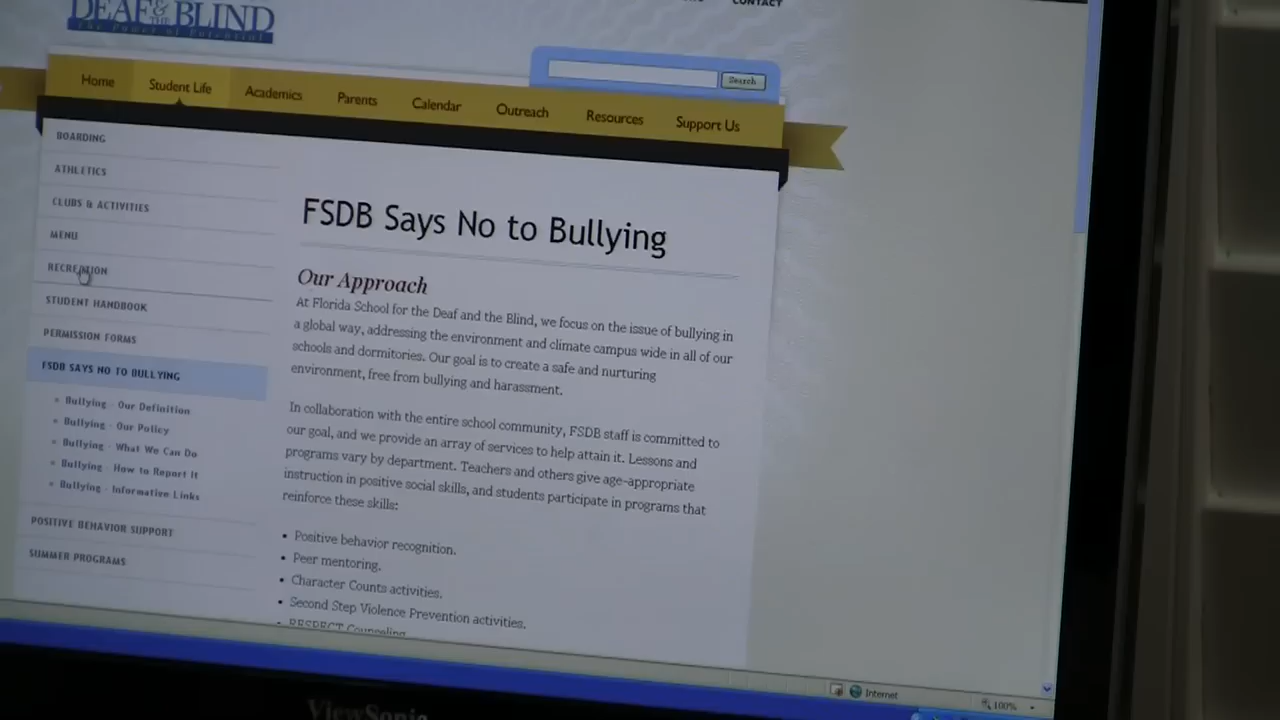 CONTACT
DEAF & THE BLIND
The Power of Potential
Search
Home Student Life Academics Parents Calendar Outreach Resources Support Us
BOARDING
ATHLETICS
CLUBS & ACTIVITIES
MENU
RECREATION
STUDENT HANDBOOK
PERMISSION FORMS
FSDB SAYS NO TO BULLYING
» Bullying - Our Definition
» Bullying - Our Policy
» Bullying - What We Can Do
» Bullying - How to Report It
» Bullying - Informative Links
POSITIVE BEHAVIOR SUPPORT
SUMMER PROGRAMS
FSDB Says No to Bullying
Our Approach
At Florida School for the Deaf and the Blind, we focus on the issue of bullying in
a global way, addressing the environment and climate campus wide in all of our
schools and dormitories. Our goal is to create a safe and nurturing
environment, free from bullying and harassment.
In collaboration with the entire school community, FSDB staff is committed to
our goal, and we provide an array of services to help attain it. Lessons and
programs vary by department. Teachers and others give age-appropriate
instruction in positive social skills, and students participate in programs that
reinforce these skills:
• Positive behavior recognition.
• Peer mentoring.
• Character Counts activities.
• Second Step Violence Prevention activities.
• RESPECT Counseling
Internet
100%
ViewSonic